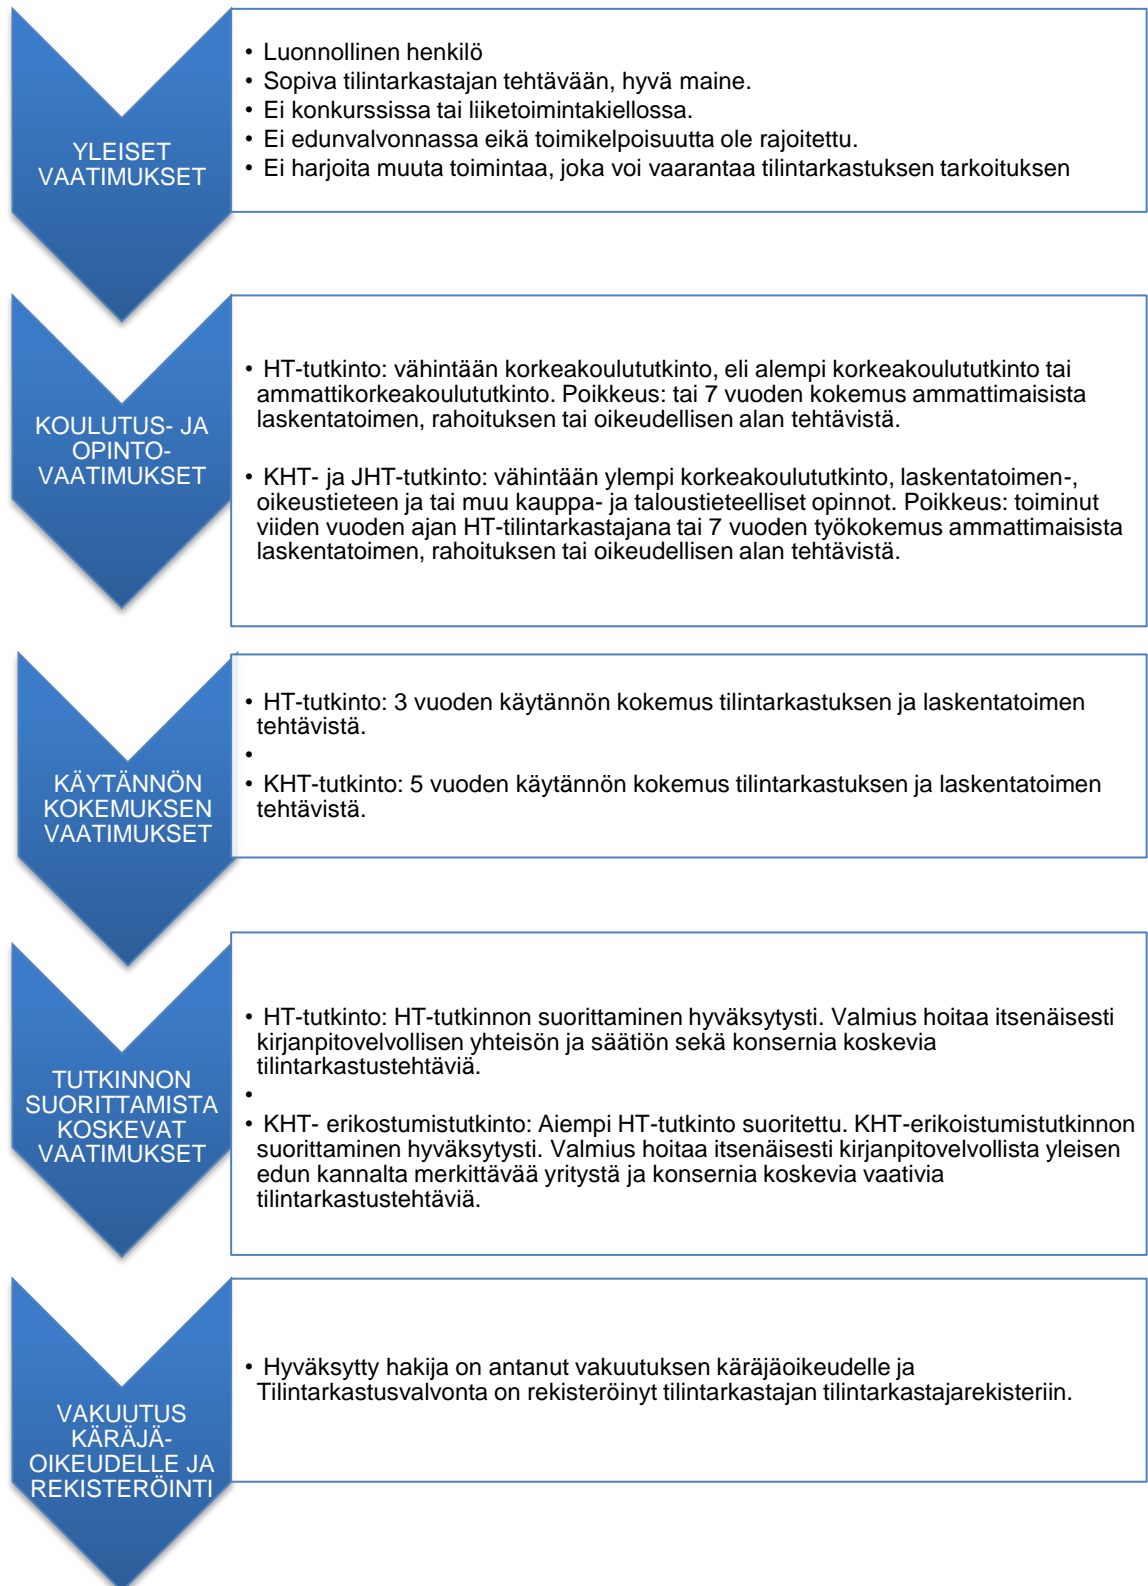 YLEISET
VAATIMUKSET
• Luonnollinen henkilö
• Sopiva tilintarkastajan tehtävään, hyvä maine.
• Ei konkurssissa tai liiketoimintakiellossa.
• Ei edunvalvonnassa eikä toimikelpoisuutta ole rajoitettu.
• Ei harjoita muuta toimintaa, joka voi vaarantaa tilintarkastuksen tarkoituksen
KOULUTUS- JA
OPINTO-
VAATIMUKSET
• HT-tutkinto: vähintään korkeakoulututkinto, eli alempi korkeakoulututkinto tai
ammattikorkeakoulututkinto. Poikkeus: tai 7 vuoden kokemus ammattimaisista
laskentatoimen, rahoituksen tai oikeudellisen alan tehtävistä.
• KHT- ja JHT-tutkinto: vähintään ylempi korkeakoulututkinto, laskentatoimen-,
oikeustieteen ja tai muu kauppa- ja taloustieteelliset opinnot. Poikkeus: toiminut
viiden vuoden ajan HT-tilintarkastajana tai 7 vuoden työkokemus ammattimaisista
laskentatoimen, rahoituksen tai oikeudellisen alan tehtävistä.
KÄYTÄNNÖN
KOKEMUKSEN
VAATIMUKSET
• HT-tutkinto: 3 vuoden käytännön kokemus tilintarkastuksen ja laskentatoimen
tehtävistä.
•
• KHT-tutkinto: 5 vuoden käytännön kokemus tilintarkastuksen ja laskentatoimen
tehtävistä.
TUTKINNON
SUORITTAMISTA
KOSKEVAT
VAATIMUKSET
• HT-tutkinto: HT-tutkinnon suorittaminen hyväksytysti. Valmius hoitaa itsenäisesti
kirjanpitovelvollisen yhteisön ja säätiön sekä konsernia koskevia
tilintarkastustehtäviä.
•
• KHT- erikostumistutkinto: Aiempi HT-tutkinto suoritettu. KHT-erikoistumistutkinnon
suorittaminen hyväksytysti. Valmius hoitaa itsenäisesti kirjanpitovelvollista yleisen
edun kannalta merkittävää yritystä ja konsernia koskevia vaativia
tilintarkastustehtäviä.
VAKUUTUS
KÄRÄJÄ-
OIKEUDELLE JA
REKISTERÖINTI
• Hyväksytty hakija on antanut vakuutuksen käräjäoikeudelle ja
Tilintarkastusvalvonta on rekisteröinyt tilintarkastajan tilintarkastajarekisteriin.